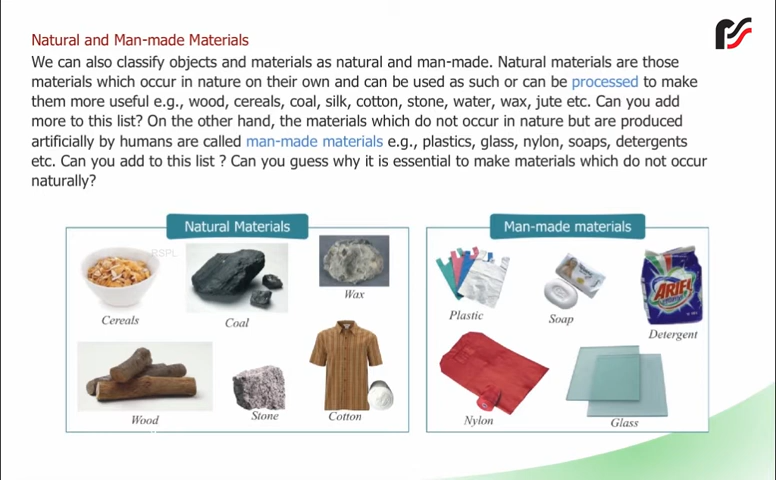 Natural and Man-made Materials
We can also classify objects and materials as natural and man-made. Natural materials are those
materials which occur in nature on their own and can be used as such or can be processed to make
them more useful e.g., wood, cereals, coal, silk, cotton, stone, water, wax, jute etc. Can you add
more to this list? On the other hand, the materials which do not occur in nature but are produced
artificially by humans are called man-made materials e.g., plastics, glass, nylon, soaps, detergents
etc. Can you add to this list ? Can you guess why it is essential to make materials which do not occur
naturally?
Natural Materials
Man-made materials
RSPL
Cereals
Coal
Wax
Plastic
Soap
ARIEL
Detergent
Wood
Stone
Cotton
Nylon
Glass